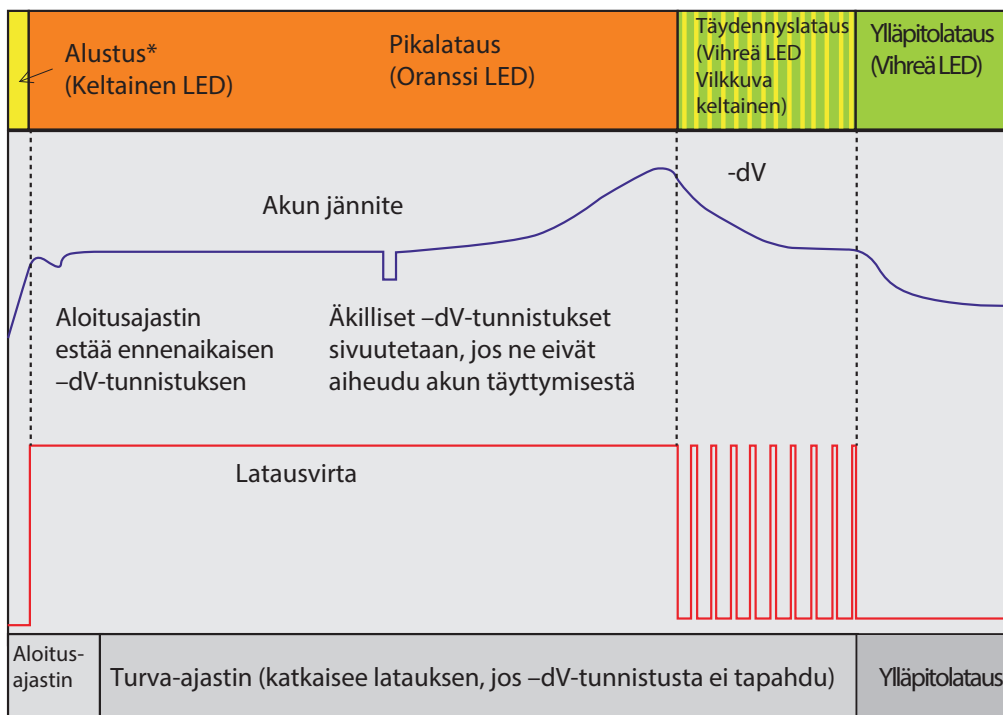 Alustus*
(Keltainen LED)
Pikalataus
(Oranssi LED)
Täydennyslataus
(Vihreä LED
Vilkkuva
keltainen)
Ylläpitolataus
(Vihreä LED)
Akun jännite
-dV
Aloitusajastin
estää ennenaikaisen
–dV-tunnistuksen
Äkilliset –dV-tunnistukset
sivuutetaan, jos ne eivät
aiheudu akun täyttymisestä
Latausvirta
Aloitus-
ajastin
Turva-ajastin (katkaisee latauksen, jos –dV-tunnistusta ei tapahdu)
Ylläpitolataus